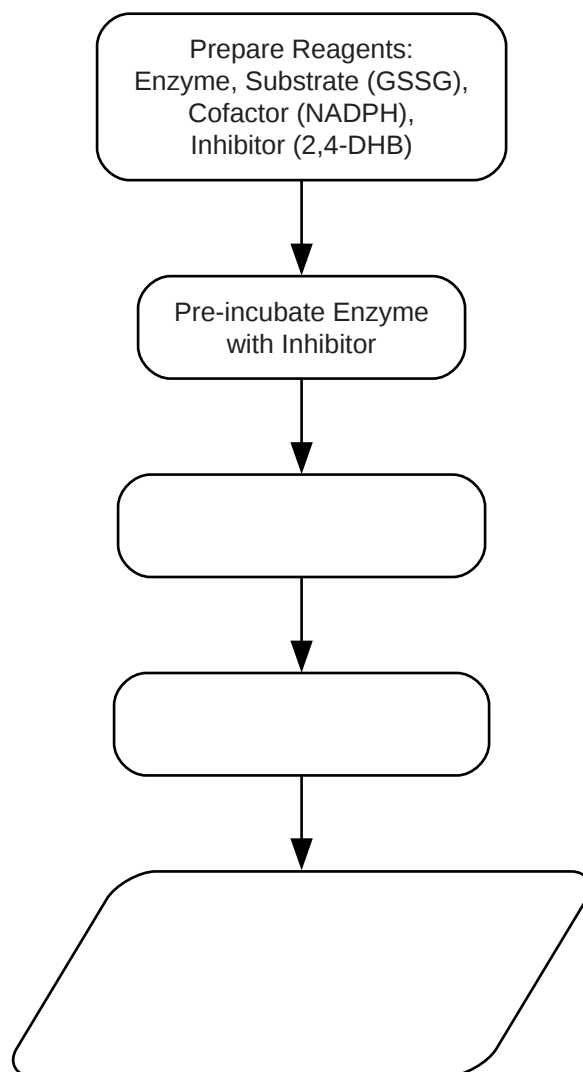 Prepare Reagents:
Enzyme, Substrate (GSSG),
Cofactor (NADPH),
Inhibitor (2,4-DHB)
Pre-incubate Enzyme
with Inhibitor